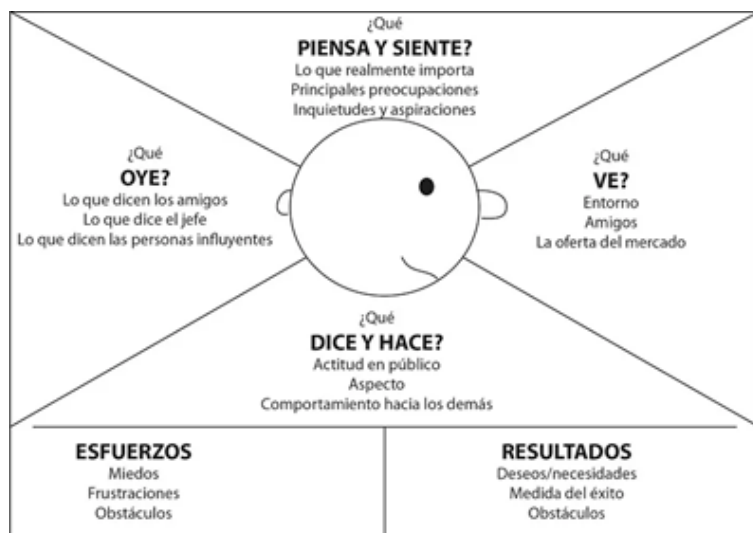 ¿Qué
PIENSA Y SIENTE?
Lo que realmente importa
Principales preocupaciones
Inquietudes y aspiraciones
¿Qué
OYE?
Lo que dicen los amigos
Lo que dice el jefe
Lo que dicen las personas influyentes
¿Qué
VE?
Entorno
Amigos
La oferta del mercado
¿Qué
DICE Y HACE?
Actitud en público
Aspecto
Comportamiento hacia los demás
ESFUERZOS
Miedos
Frustraciones
Obstáculos
RESULTADOS
Deseos/necesidades
Medida del éxito
Obstáculos